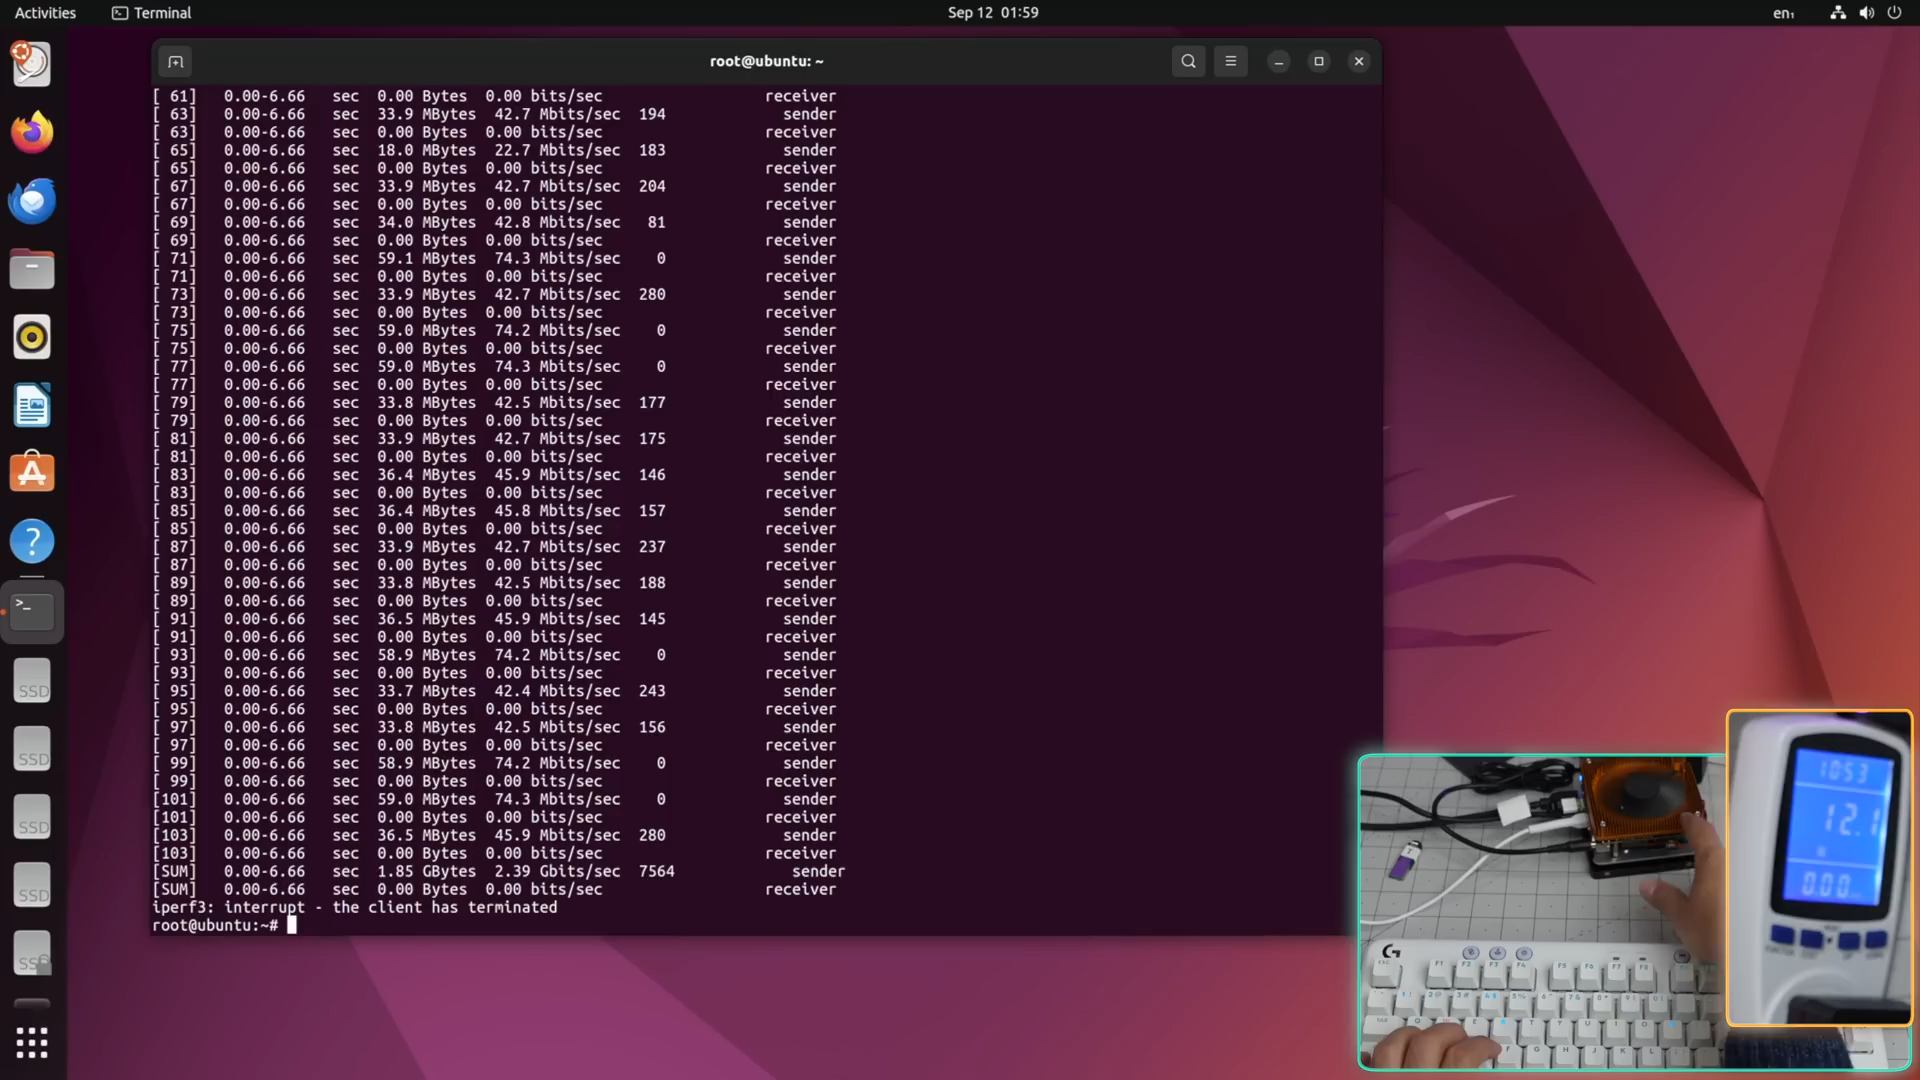 Activities Terminal Sep 12 01:59 en₁
root@ubuntu: ~
[ 61] 0.00-6.66 sec 0.00 Bytes 0.00 bits/sec receiver
[ 63] 0.00-6.66 sec 33.9 MBytes 42.7 Mbits/sec 194 sender
[ 63] 0.00-6.66 sec 0.00 Bytes 0.00 bits/sec receiver
[ 65] 0.00-6.66 sec 18.0 MBytes 22.7 Mbits/sec 183 sender
[ 65] 0.00-6.66 sec 0.00 Bytes 0.00 bits/sec receiver
[ 67] 0.00-6.66 sec 33.9 MBytes 42.7 Mbits/sec 204 sender
[ 67] 0.00-6.66 sec 0.00 Bytes 0.00 bits/sec receiver
[ 69] 0.00-6.66 sec 34.0 MBytes 42.8 Mbits/sec 81 sender
[ 69] 0.00-6.66 sec 0.00 Bytes 0.00 bits/sec receiver
[ 71] 0.00-6.66 sec 59.1 MBytes 74.3 Mbits/sec 0 sender
[ 71] 0.00-6.66 sec 0.00 Bytes 0.00 bits/sec receiver
[ 73] 0.00-6.66 sec 33.9 MBytes 42.7 Mbits/sec 280 sender
[ 73] 0.00-6.66 sec 0.00 Bytes 0.00 bits/sec receiver
[ 75] 0.00-6.66 sec 59.0 MBytes 74.2 Mbits/sec 0 sender
[ 75] 0.00-6.66 sec 0.00 Bytes 0.00 bits/sec receiver
[ 77] 0.00-6.66 sec 59.0 MBytes 74.3 Mbits/sec 0 sender
[ 77] 0.00-6.66 sec 0.00 Bytes 0.00 bits/sec receiver
[ 79] 0.00-6.66 sec 33.8 MBytes 42.5 Mbits/sec 177 sender
[ 79] 0.00-6.66 sec 0.00 Bytes 0.00 bits/sec receiver
[ 81] 0.00-6.66 sec 33.9 MBytes 42.7 Mbits/sec 175 sender
[ 81] 0.00-6.66 sec 0.00 Bytes 0.00 bits/sec receiver
[ 83] 0.00-6.66 sec 36.4 MBytes 45.9 Mbits/sec 146 sender
[ 83] 0.00-6.66 sec 0.00 Bytes 0.00 bits/sec receiver
[ 85] 0.00-6.66 sec 36.4 MBytes 45.8 Mbits/sec 157 sender
[ 85] 0.00-6.66 sec 0.00 Bytes 0.00 bits/sec receiver
[ 87] 0.00-6.66 sec 33.9 MBytes 42.7 Mbits/sec 237 sender
[ 87] 0.00-6.66 sec 0.00 Bytes 0.00 bits/sec receiver
[ 89] 0.00-6.66 sec 33.8 MBytes 42.5 Mbits/sec 188 sender
[ 89] 0.00-6.66 sec 0.00 Bytes 0.00 bits/sec receiver
[ 91] 0.00-6.66 sec 36.5 MBytes 45.9 Mbits/sec 145 sender
[ 91] 0.00-6.66 sec 0.00 Bytes 0.00 bits/sec receiver
[ 93] 0.00-6.66 sec 58.9 MBytes 74.2 Mbits/sec 0 sender
[ 93] 0.00-6.66 sec 0.00 Bytes 0.00 bits/sec receiver
[ 95] 0.00-6.66 sec 33.7 MBytes 42.4 Mbits/sec 243 sender
[ 95] 0.00-6.66 sec 0.00 Bytes 0.00 bits/sec receiver
[ 97] 0.00-6.66 sec 33.8 MBytes 42.5 Mbits/sec 156 sender
[ 97] 0.00-6.66 sec 0.00 Bytes 0.00 bits/sec receiver
[ 99] 0.00-6.66 sec 58.9 MBytes 74.2 Mbits/sec 0 sender
[ 99] 0.00-6.66 sec 0.00 Bytes 0.00 bits/sec receiver
[101] 0.00-6.66 sec 59.0 MBytes 74.3 Mbits/sec 0 sender
[101] 0.00-6.66 sec 0.00 Bytes 0.00 bits/sec receiver
[103] 0.00-6.66 sec 36.5 MBytes 45.9 Mbits/sec 280 sender
[103] 0.00-6.66 sec 0.00 Bytes 0.00 bits/sec receiver
[SUM] 0.00-6.66 sec 1.85 GBytes 2.39 Gbits/sec 7564 sender
[SUM] 0.00-6.66 sec 0.00 Bytes 0.00 bits/sec receiver
iperf3: interrupt - the client has terminated
root@ubuntu:~#
SSD
SSD
SSD
SSD
10:53
12.1
0.00
G
F1 F2 F3 F4 F5 F6 F7 F8